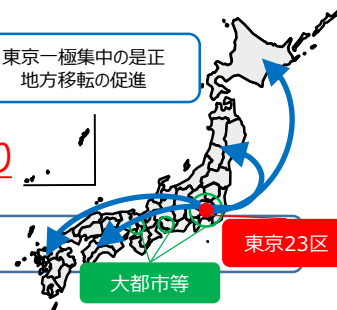 東京一極集中の是正
地方移転の促進
東京23区
大都市等